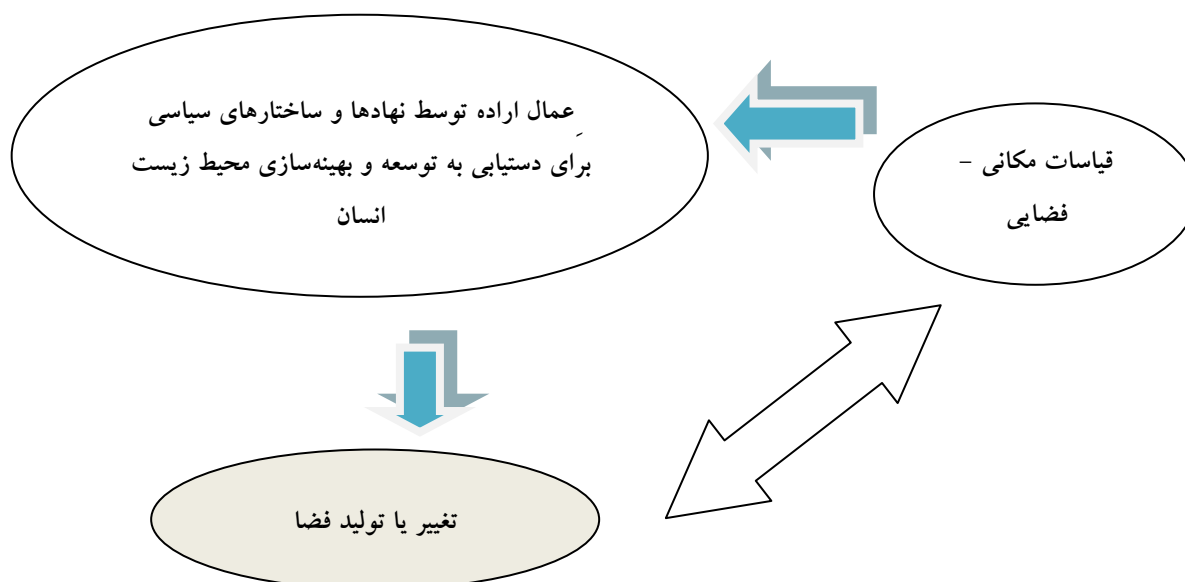 قیاسات مکانی –
فضایی
عمال اراده توسط نهادها و ساختارهای سیاسی
بَرای دستیابی به توسعه و بهینه‌سازی محیط زیست
انسان
تغییر یا تولید فضا